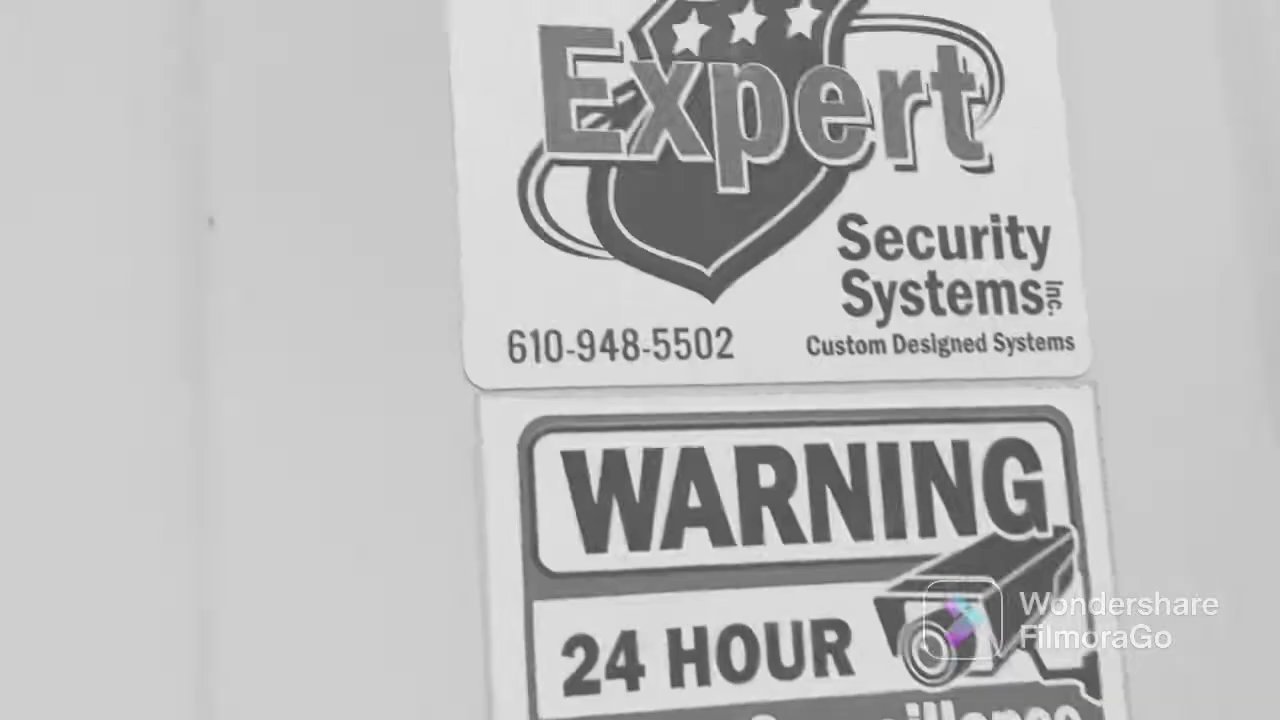 Expert
Security
Systems Inc.
610-948-5502
Custom Designed Systems
WARNING
24 HOUR
Wondershare
FilmoraGo